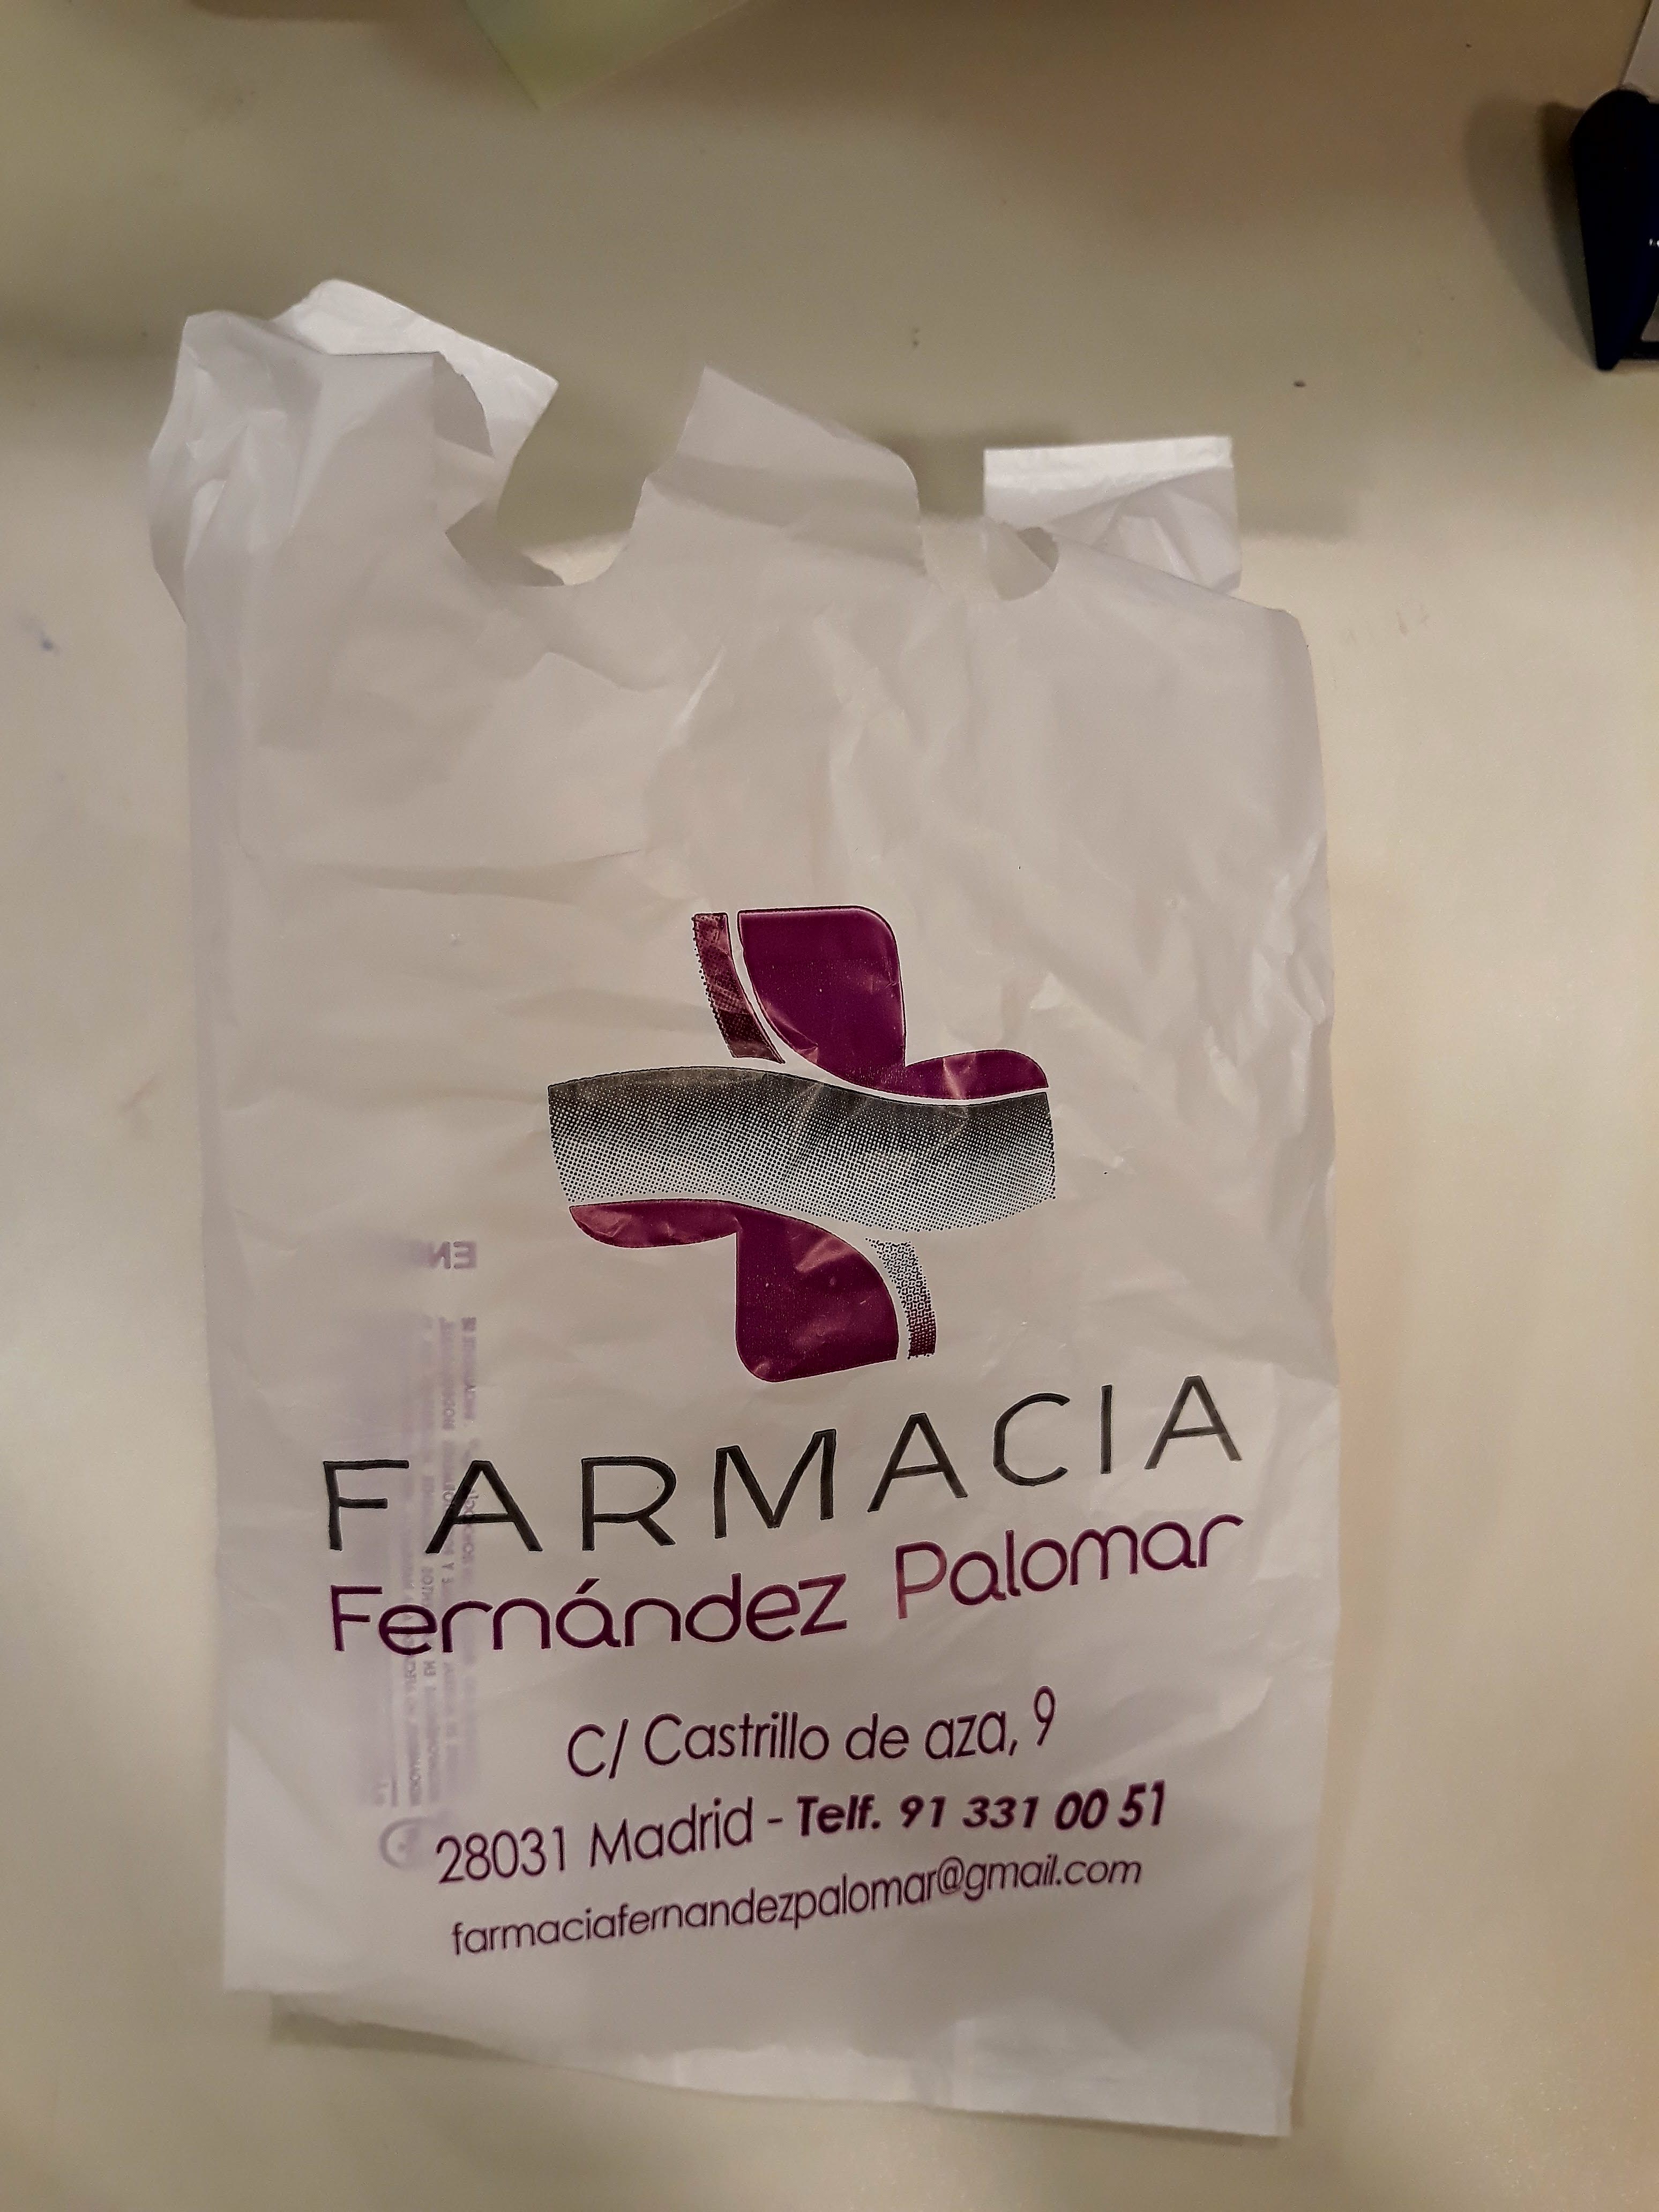 FARMACIA
Fernández Palomar
C/ Castrillo de aza, 9
28031 Madrid - Telf. 91 331 00 51
farmaciafernandezpalomar@gmail.com